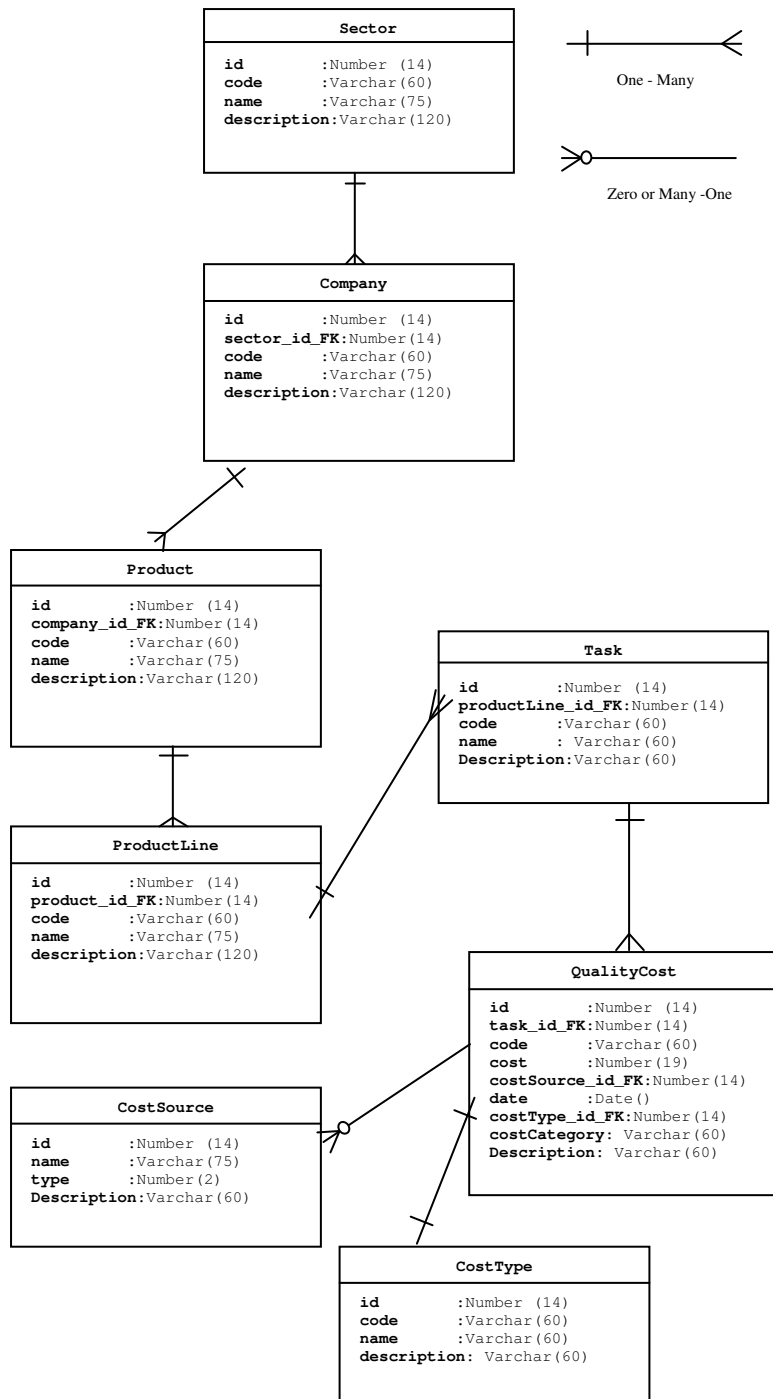 Sector
id :Number (14)
code :Varchar(60)
name :Varchar(75)
description:Varchar(120)
One - Many
Zero or Many -One
Company
id :Number (14)
sector_id_FK:Number(14)
code :Varchar(60)
name :Varchar(75)
description:Varchar(120)
Product
id :Number (14)
company_id_FK:Number(14)
code :Varchar(60)
name :Varchar(75)
description:Varchar(120)
Task
id :Number (14)
productLine_id_FK:Number(14)
code :Varchar(60)
name : Varchar(60)
Description:Varchar(60)
ProductLine
id :Number (14)
product_id_FK:Number(14)
code :Varchar(60)
name :Varchar(75)
description:Varchar(120)
QualityCost
id :Number (14)
task_id_FK:Number(14)
code :Varchar(60)
cost :Number(19)
costSource_id_FK:Number(14)
date :Date()
costType_id_FK:Number(14)
costCategory: Varchar(60)
Description: Varchar(60)
CostSource
id :Number (14)
name :Varchar(75)
type :Number(2)
Description:Varchar(60)
CostType
id :Number (14)
code :Varchar(60)
name :Varchar(60)
description: Varchar(60)